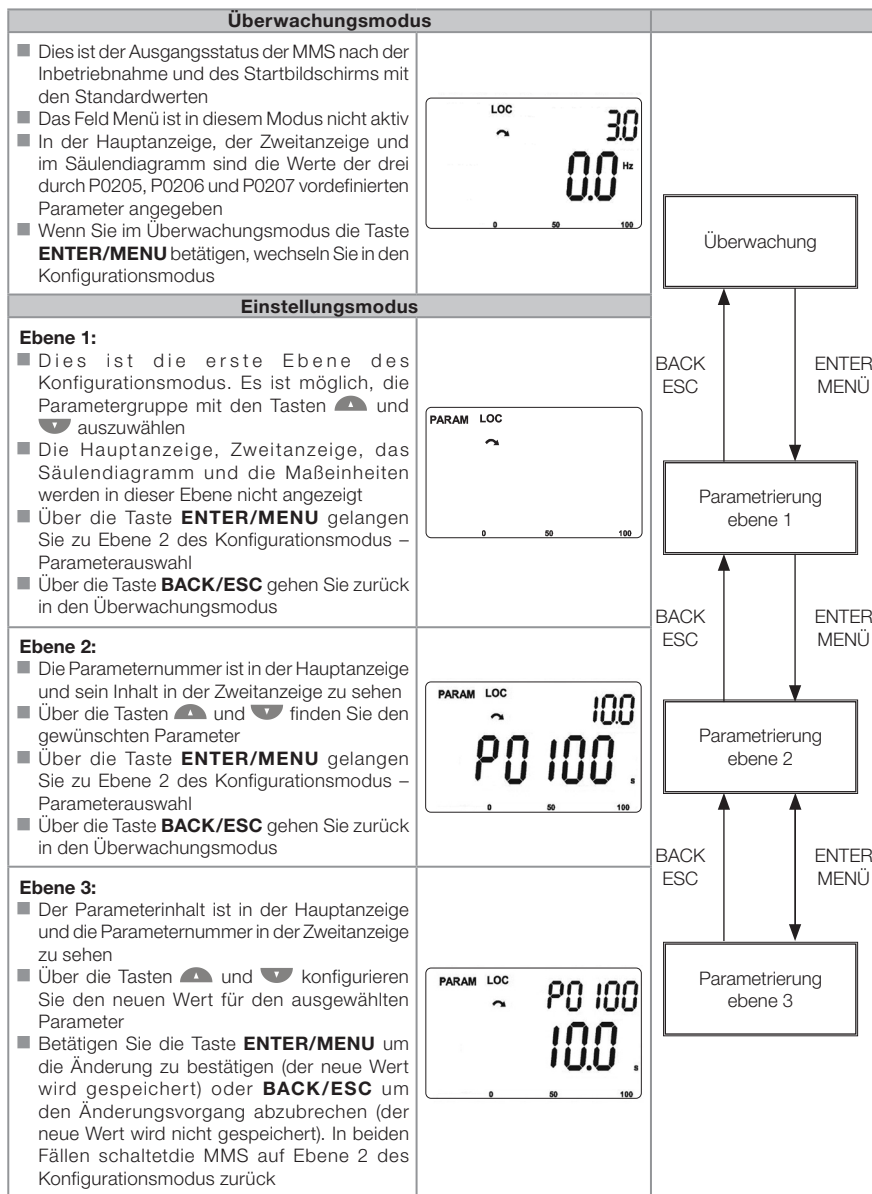 Überwachungsmodus
■ Dies ist der Ausgangsstatus der MMS nach der
Inbetriebnahme und des Startbildschirms mit
den Standardwerten
■ Das Feld Menü ist in diesem Modus nicht aktiv
■ In der Hauptanzeige, der Zweitanzeige und
im Säulendiagramm sind die Werte der drei
durch P0205, P0206 und P0207 vordefinierten
Parameter angegeben
■ Wenn Sie im Überwachungsmodus die Taste
ENTER/MENU betätigen, wechseln Sie in den
Konfigurationsmodus
LOC
3.0
0.0 Hz
0 50 100
Einstellungsmodus
Ebene 1:
■ Dies ist die erste Ebene des
Konfigurationsmodus. Es ist möglich, die
Parametergruppe mit den Tasten und
auszuwählen
■ Die Hauptanzeige, Zweitanzeige, das
Säulendiagramm und die Maßeinheiten
werden in dieser Ebene nicht angezeigt
■ Über die Taste ENTER/MENU gelangen
Sie zu Ebene 2 des Konfigurationsmodus –
Parameterauswahl
■ Über die Taste BACK/ESC gehen Sie zurück
in den Überwachungsmodus
PARAM LOC
0 50 100
Ebene 2:
■ Die Parameternummer ist in der Hauptanzeige
und sein Inhalt in der Zweitanzeige zu sehen
■ Über die Tasten und finden Sie den
gewünschten Parameter
■ Über die Taste ENTER/MENU gelangen
Sie zu Ebene 2 des Konfigurationsmodus –
Parameterauswahl
■ Über die Taste BACK/ESC gehen Sie zurück
in den Überwachungsmodus
PARAM LOC
10.0
P0100 s
0 50 100
Ebene 3:
■ Der Parameterinhalt ist in der Hauptanzeige
und die Parameternummer in der Zweitanzeige
zu sehen
■ Über die Tasten und konfigurieren
Sie den neuen Wert für den ausgewählten
Parameter
■ Betätigen Sie die Taste ENTER/MENU um
die Änderung zu bestätigen (der neue Wert
wird gespeichert) oder BACK/ESC um
den Änderungsvorgang abzubrechen (der
neue Wert wird nicht gespeichert). In beiden
Fällen schaltetdie MMS auf Ebene 2 des
Konfigurationsmodus zurück
PARAM LOC
P0100
10.0 s
0 50 100
Überwachung
BACK
ESC
ENTER
MENÜ
Parametrierung
ebene 1
BACK
ESC
ENTER
MENÜ
Parametrierung
ebene 2
BACK
ESC
ENTER
MENÜ
Parametrierung
ebene 3